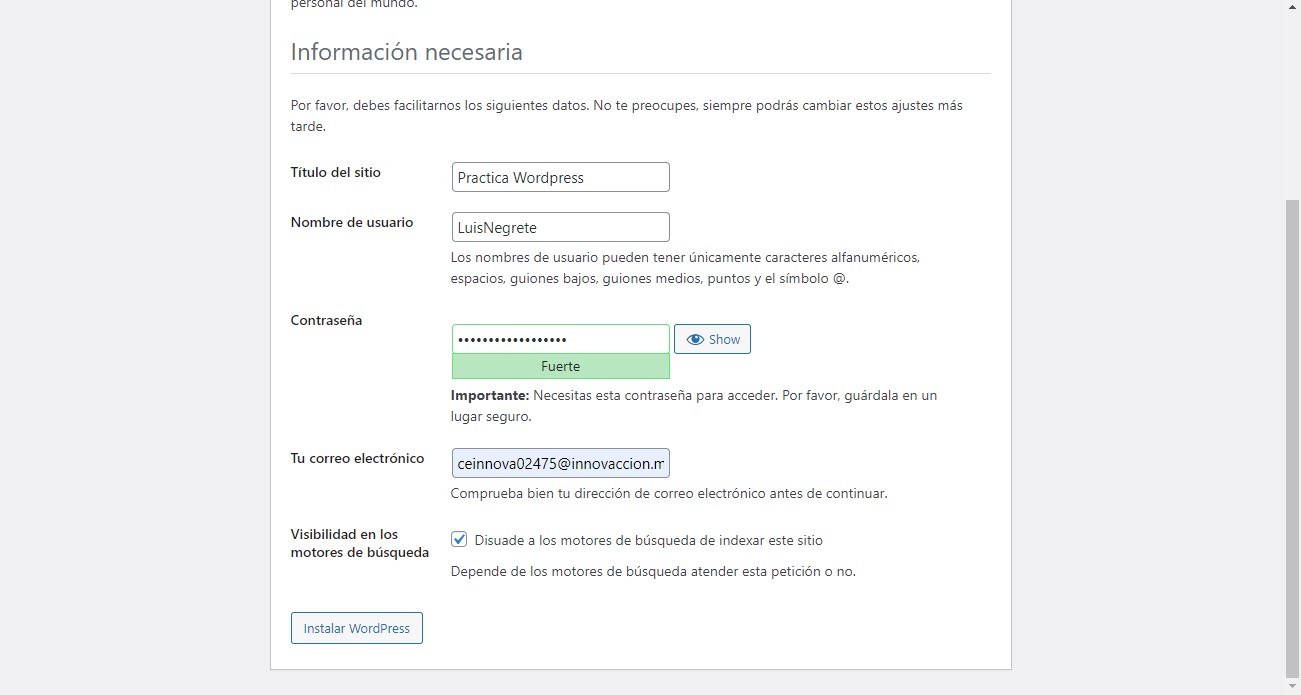 personal del mundo.
Información necesaria
Por favor, debes facilitarnos los siguientes datos. No te preocupes, siempre podrás cambiar estos ajustes más
tarde.
Título del sitio
Practica Wordpress
Nombre de usuario
LuisNegrete
Los nombres de usuario pueden tener únicamente caracteres alfanuméricos,
espacios, guiones bajos, guiones medios, puntos y el símbolo @.
Contraseña
••••••••••••••••••
Show
Fuerte
Importante: Necesitas esta contraseña para acceder. Por favor, guárdala en un
lugar seguro.
Tu correo electrónico
ceinnova02475@innovaccion.m
Comprueba bien tu dirección de correo electrónico antes de continuar.
Visibilidad en los
motores de búsqueda
Disuade a los motores de búsqueda de indexar este sitio
Depende de los motores de búsqueda atender esta petición o no.
Instalar WordPress